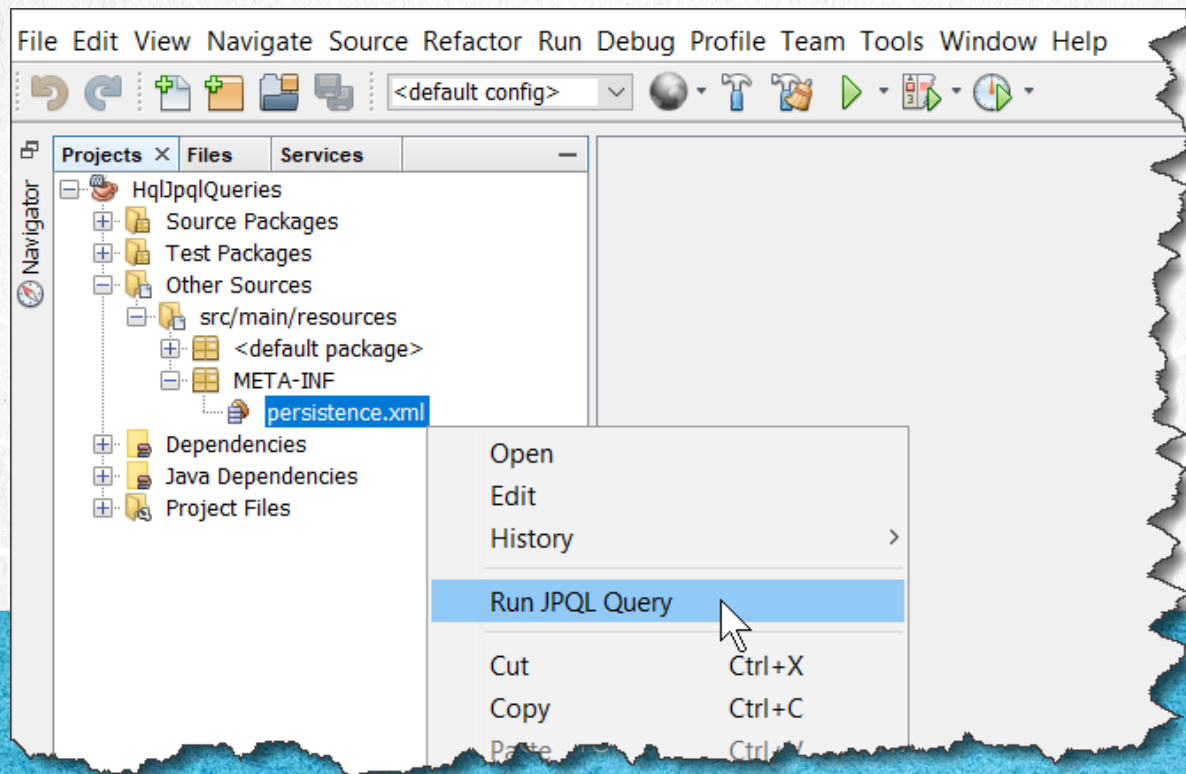 File Edit View Navigate Source Refactor Run Debug Profile Team Tools Window Help
<default config>
Projects × Files Services
Navigator
HqlJpqlQueries
Source Packages
Test Packages
Other Sources
src/main/resources
<default package>
META-INF
persistence.xml
Dependencies
Java Dependencies
Project Files
Open
Edit
History
Run JPQL Query
Cut Ctrl+X
Copy Ctrl+C
Paste Ctrl+V